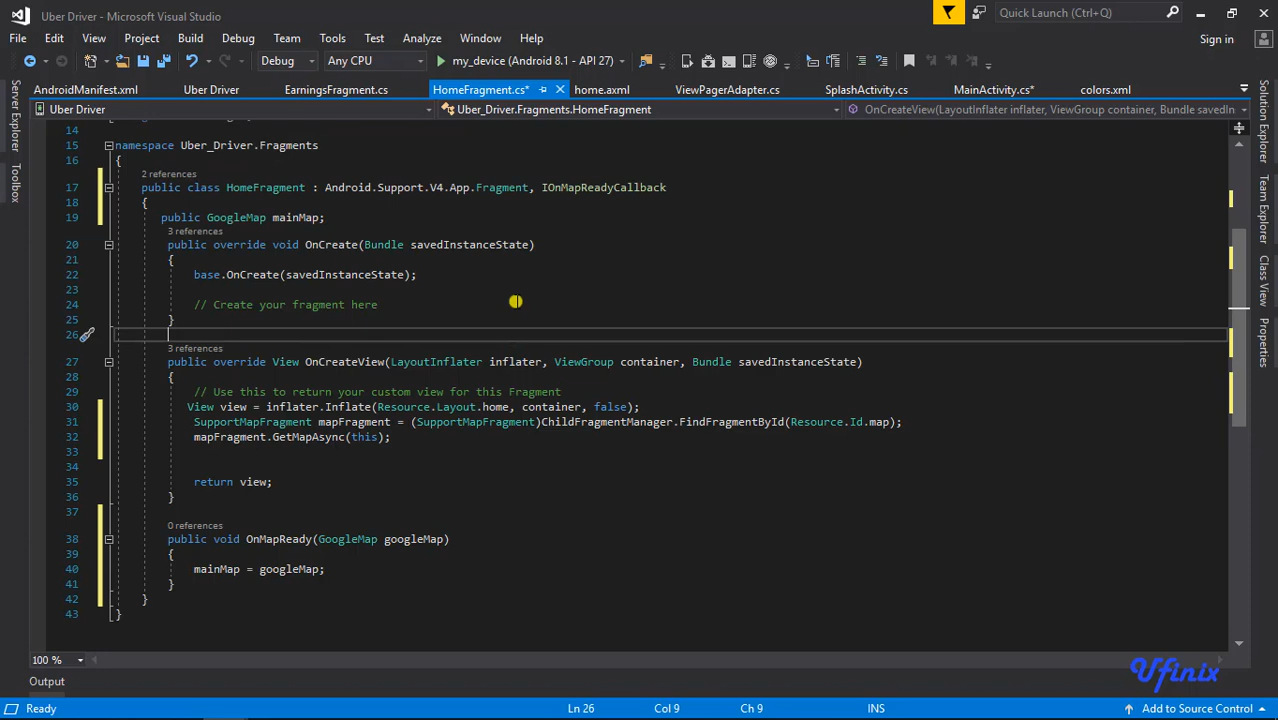 Uber Driver - Microsoft Visual Studio
Quick Launch (Ctrl+Q)
File Edit View Project Build Debug Team Tools Test Analyze Window Help
Sign in
Debug Any CPU my_device (Android 8.1 - API 27)
AndroidManifest.xml Uber Driver EarningsFragment.cs HomeFragment.cs* home.axml ViewPagerAdapter.cs SplashActivity.cs MainActivity.cs* colors.xml
Uber Driver Uber_Driver.Fragments.HomeFragment OnCreateView(LayoutInflater inflater, ViewGroup container, Bundle savedIn
Server Explorer
Toolbox
Solution Explorer
Team Explorer
Class View
Properties
14
15 namespace Uber_Driver.Fragments
16 {
2 references
17 public class HomeFragment : Android.Support.V4.App.Fragment, IOnMapReadyCallback
18 {
19 public GoogleMap mainMap;
3 references
20 public override void OnCreate(Bundle savedInstanceState)
21 {
22 base.OnCreate(savedInstanceState);
23
24 // Create your fragment here
25 }
26
3 references
27 public override View OnCreateView(LayoutInflater inflater, ViewGroup container, Bundle savedInstanceState)
28 {
29 // Use this to return your custom view for this Fragment
30 View view = inflater.Inflate(Resource.Layout.home, container, false);
31 SupportMapFragment mapFragment = (SupportMapFragment)ChildFragmentManager.FindFragmentById(Resource.Id.map);
32 mapFragment.GetMapAsync(this);
33
34
35 return view;
36 }
37
0 references
38 public void OnMapReady(GoogleMap googleMap)
39 {
40 mainMap = googleMap;
41 }
42 }
43 }
100 %
Ufinix
Output
Ready Ln 26 Col 9 Ch 9 INS Add to Source Control